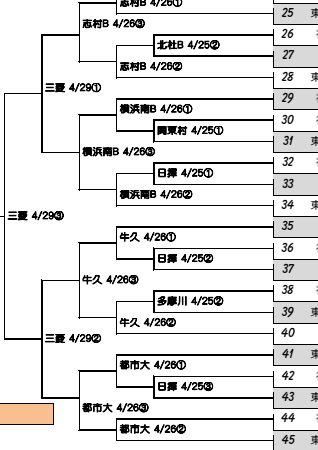 志村B 4/26①
25 東
志村B 4/26③
26
北社B 4/25②
27
志村B 4/26②
28 東
三菱 4/29①
29
横浜南B 4/26①
30
関東村 4/25①
31 東
横浜南B 4/26③
32
日揮 4/25①
33
横浜南B 4/26②
34 東
三菱 4/29③
35
牛久 4/26①
36
日揮 4/25②
37
牛久 4/26③
38
多摩川 4/25②
39 東
牛久 4/26②
40
三菱 4/29②
41 東
都市大 4/26①
42
日揮 4/25③
43 東
都市大 4/26③
44
都市大 4/26②
45 東